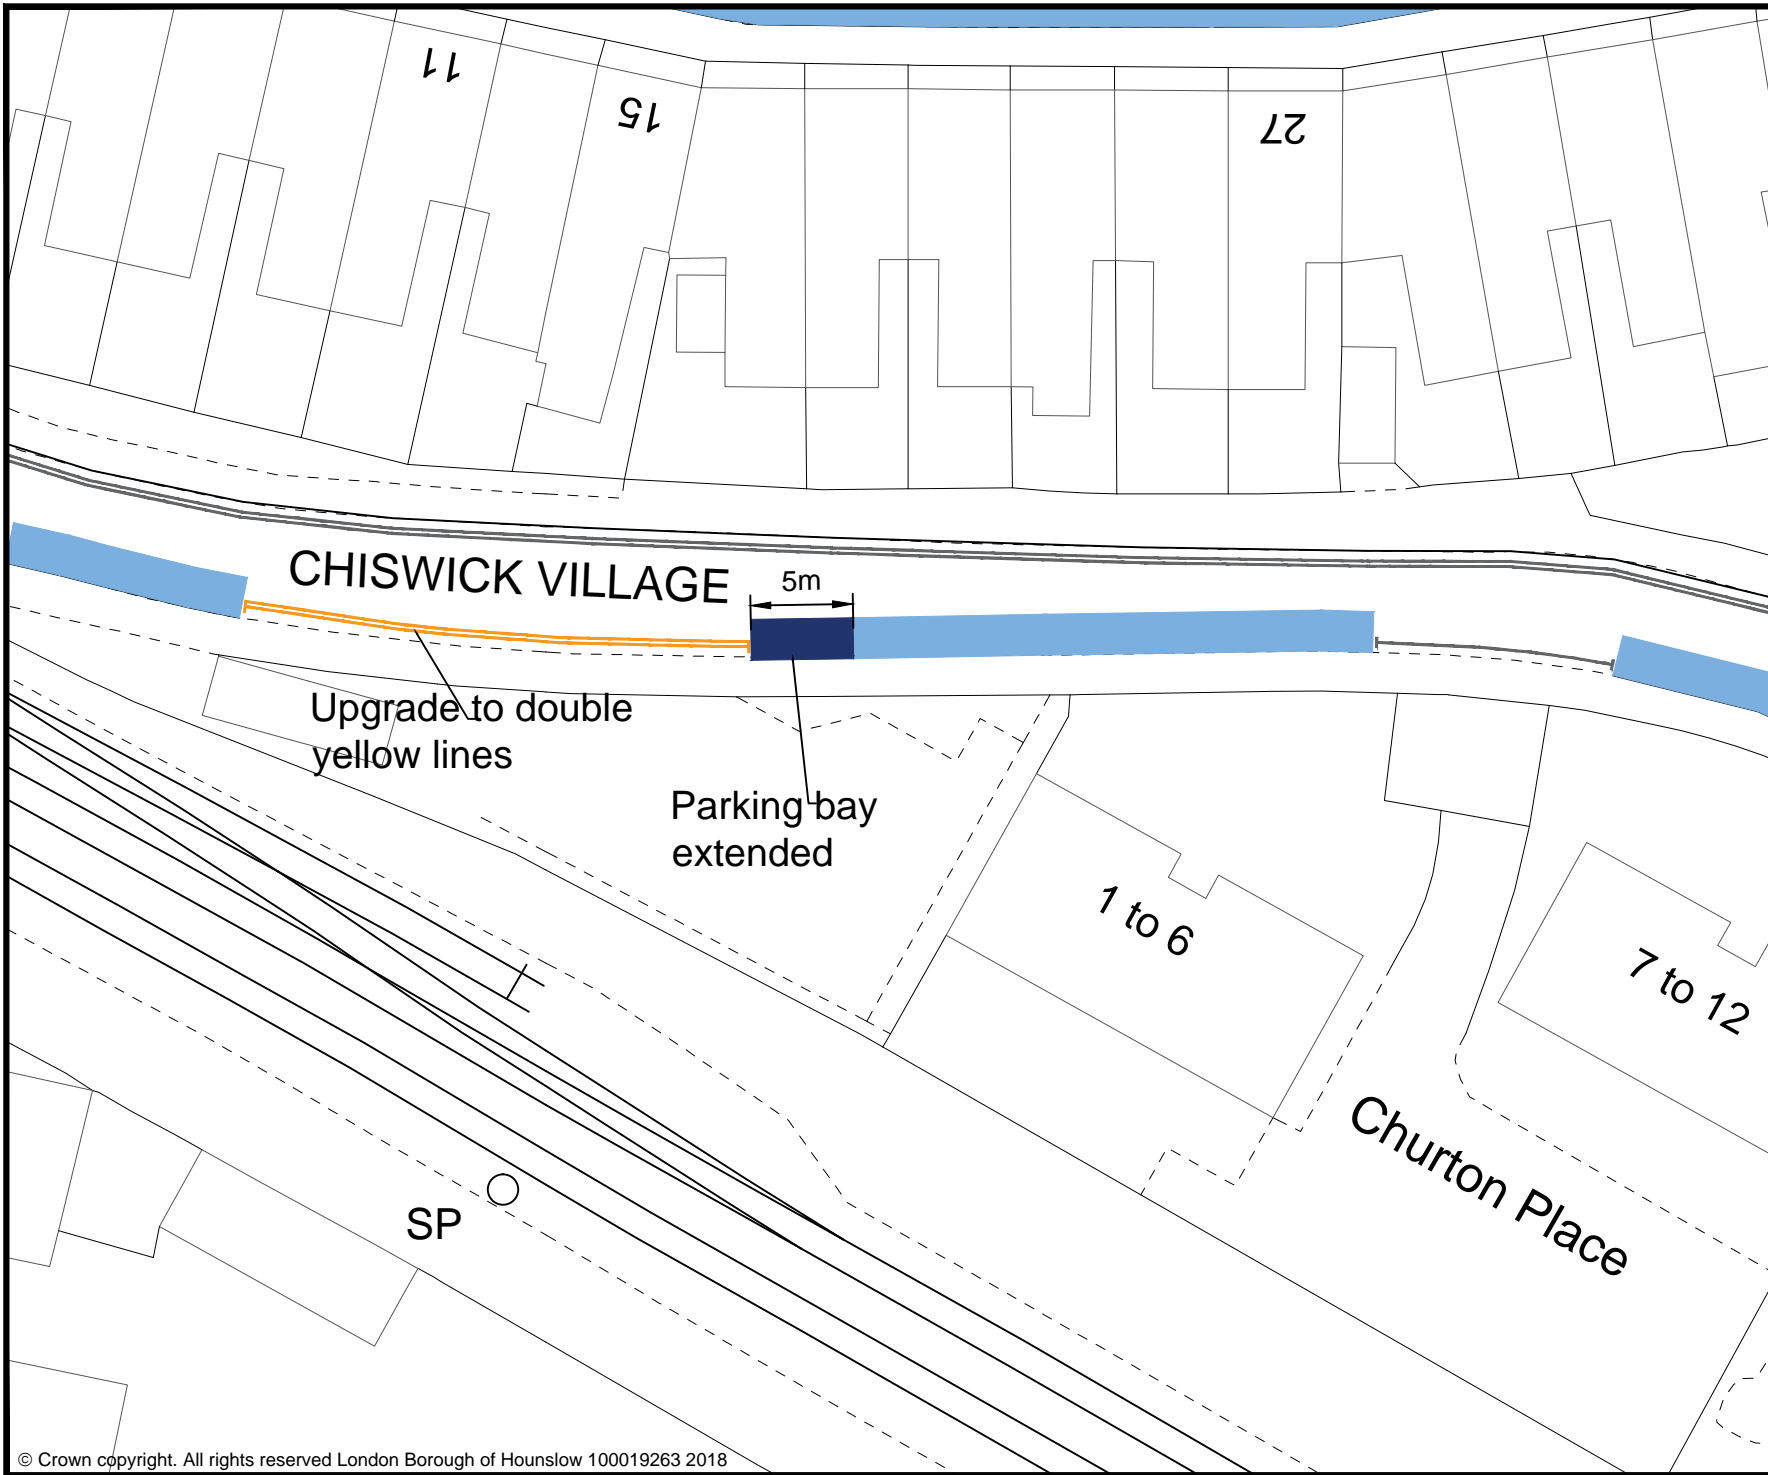 11
15
27
CHISWICK VILLAGE
5m
Upgrade to double
yellow lines
Parking bay
extended
1 to 6
7 to 12
Churton Place
SP
© Crown copyright. All rights reserved London Borough of Hounslow 100019263 2018